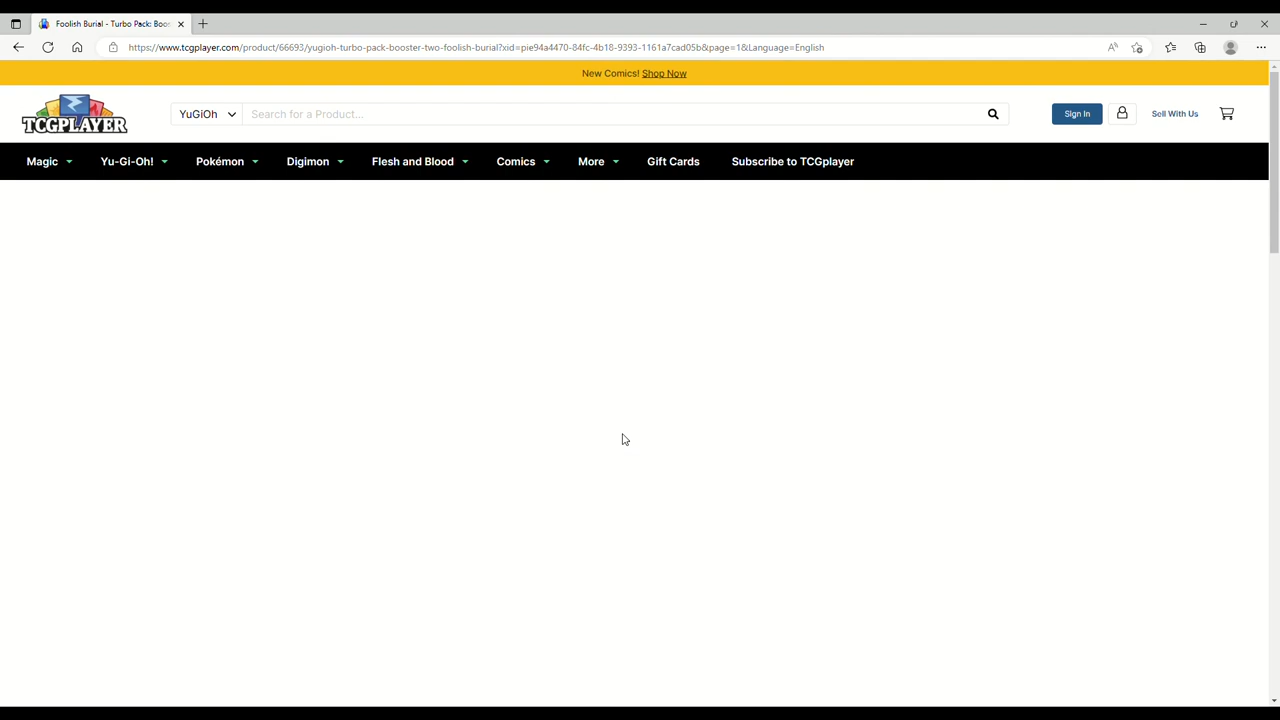 Foolish Burial - Turbo Pack: Boos
https://www.tcgplayer.com/product/66693/yugioh-turbo-pack-booster-two-foolish-burial?xid=pie94a4470-84fc-4b18-9393-1161a7cad05b&page=1&Language=English
New Comics! Shop Now
TCGPLAYER
YuGiOh
Search for a Product...
Sign In
Sell With Us
Magic
Yu-Gi-Oh!
Pokémon
Digimon
Flesh and Blood
Comics
More
Gift Cards
Subscribe to TCGplayer